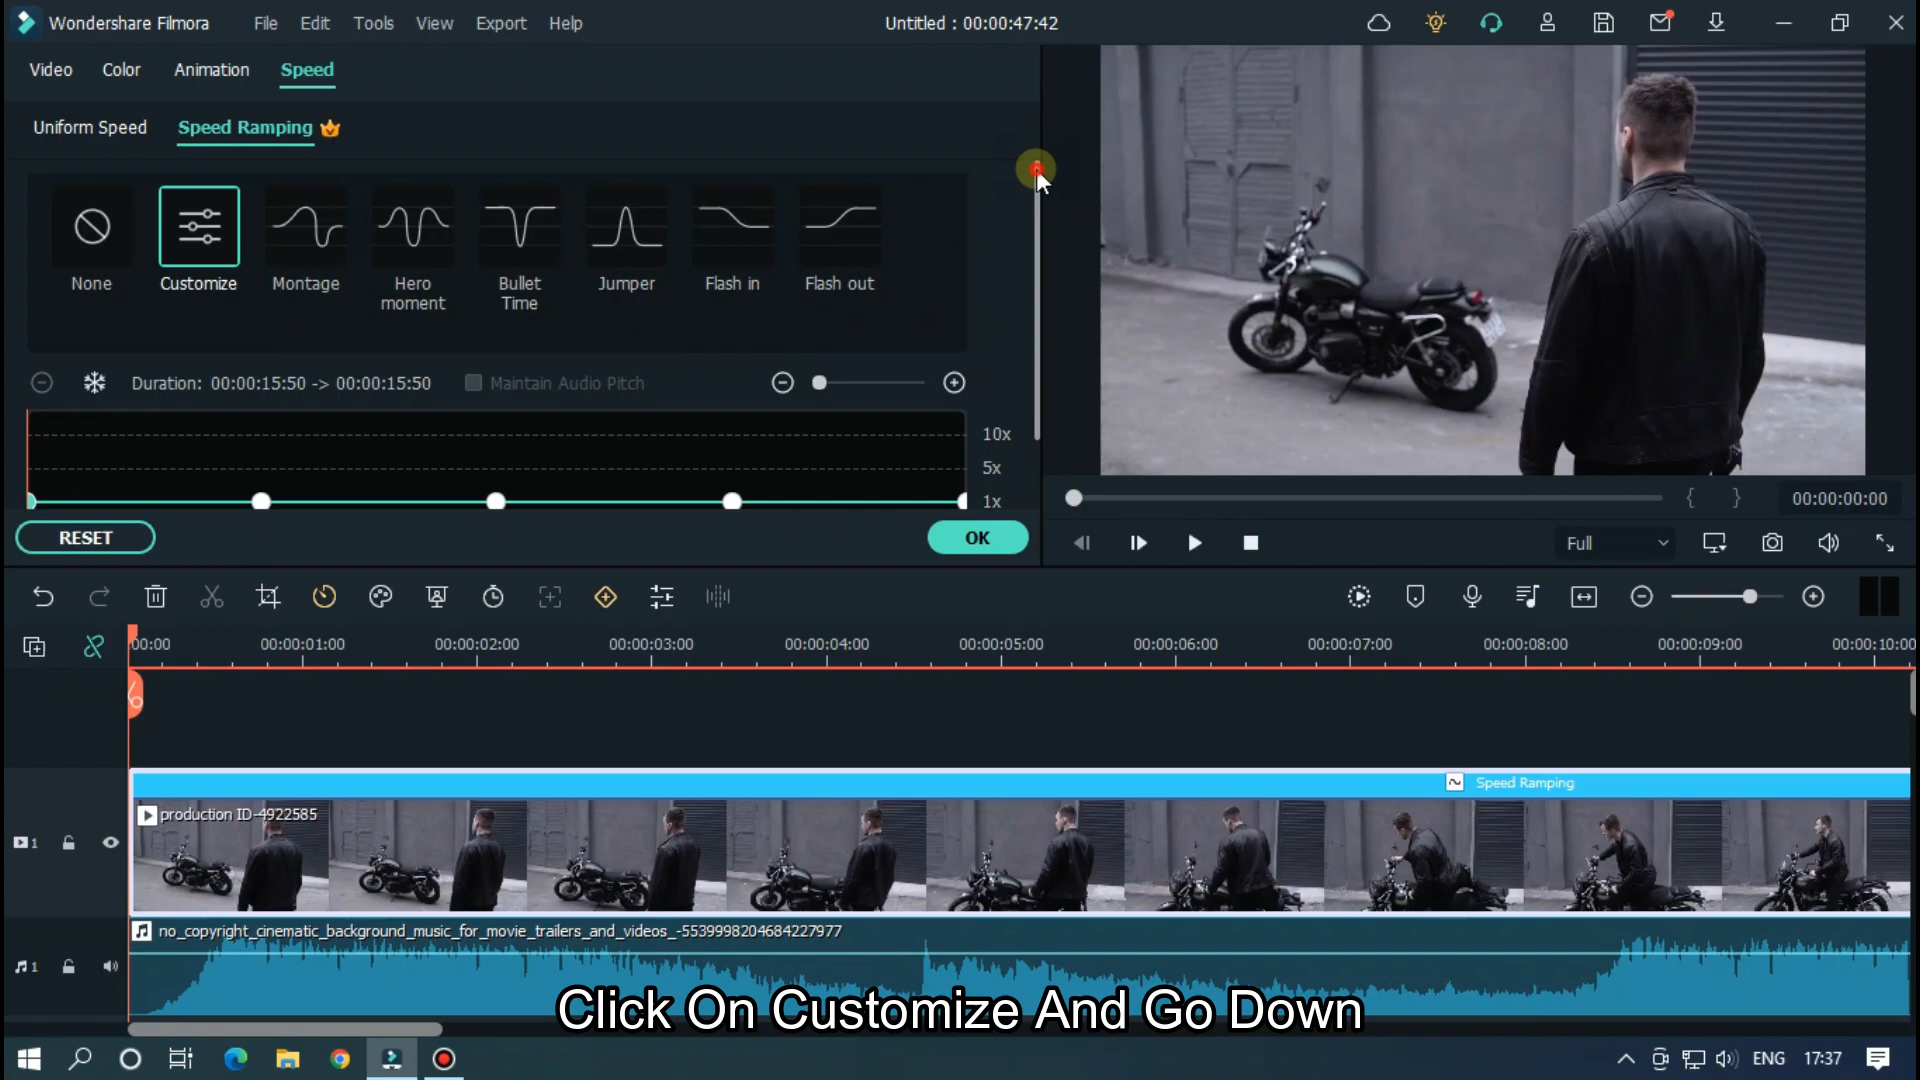 Wondershare Filmora File Edit Tools View Export Help Untitled : 00:00:47:42
Video Color Animation Speed
Uniform Speed Speed Ramping
None Customize Montage Hero moment Bullet Time Jumper Flash in Flash out
Duration: 00:00:15:50 -> 00:00:15:50 Maintain Audio Pitch
10x
5x
1x
RESET OK
{ } 00:00:00:00
Full
00:00 00:00:01:00 00:00:02:00 00:00:03:00 00:00:04:00 00:00:05:00 00:00:06:00 00:00:07:00 00:00:08:00 00:00:09:00 00:00:10:00
Speed Ramping
production ID-4922585
1
no_copyright_cinematic_background_music_for_movie_trailers_and_videos_-5539998204684227977
1
Click On Customize And Go Down
ENG 17:37